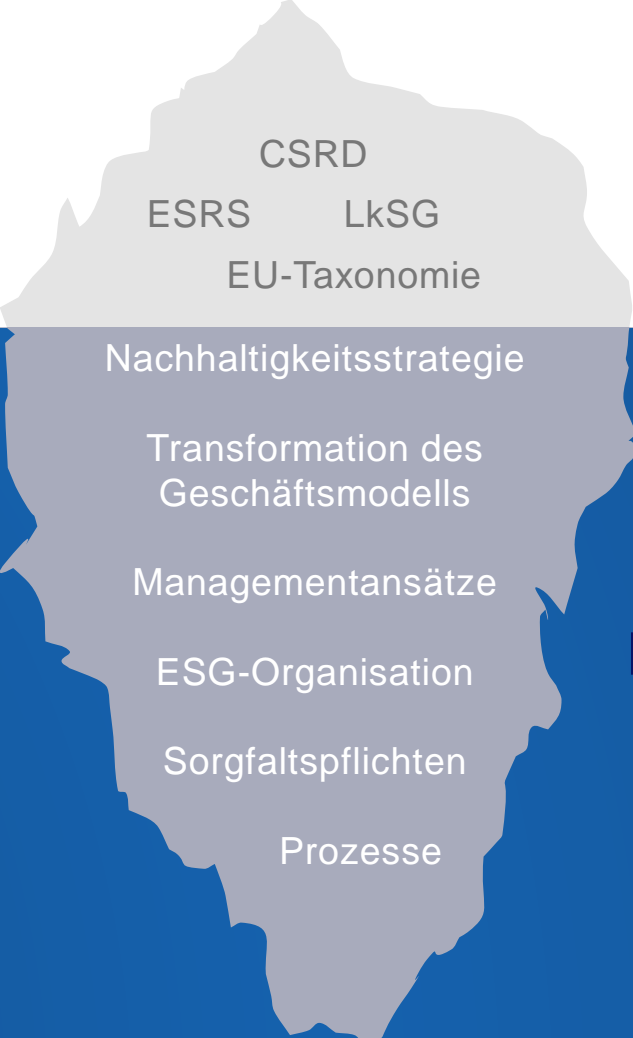 CSRD
ESRS LkSG
EU-Taxonomie
Nachhaltigkeitsstrategie
Transformation des
Geschäftsmodells
Managementansätze
ESG-Organisation
Sorgfaltspflichten
Prozesse